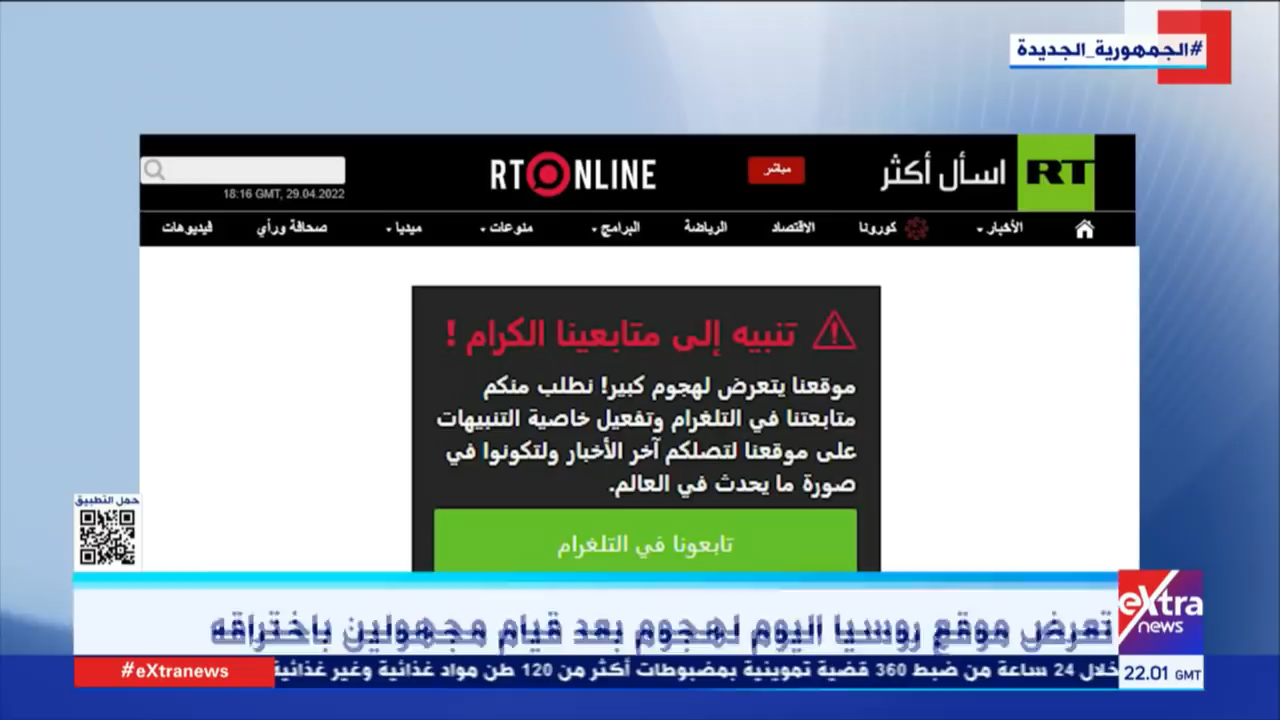 #الجمهورية_الجديدة
RT
اسأل أكثر
مباشر
RT ONLINE
18:16 GMT, 29.04.2022
الأخبار
كورونا
الاقتصاد
الرياضة
البرامج
منوعات
ميديا
صحافة ورأي
فيديوهات
تنبيه إلى متابعينا الكرام !
موقعنا يتعرض لهجوم كبير! نطلب منكم
متابعتنا في التلغرام وتفعيل خاصية التنبيهات
على موقعنا لتصلكم آخر الأخبار ولتكونوا في
صورة ما يحدث في العالم.
تابعونا في التلغرام
حمل التطبيق
تعرض موقع روسيا اليوم لهجوم بعد قيام مجهولين باختراقه
eXtra
news
خلال 24 ساعة من ضبط 360 قضية تموينية بمضبوطات أكثر من 120 طن مواد غذائية وغير غذائية
#eXtranews
22.01 GMT